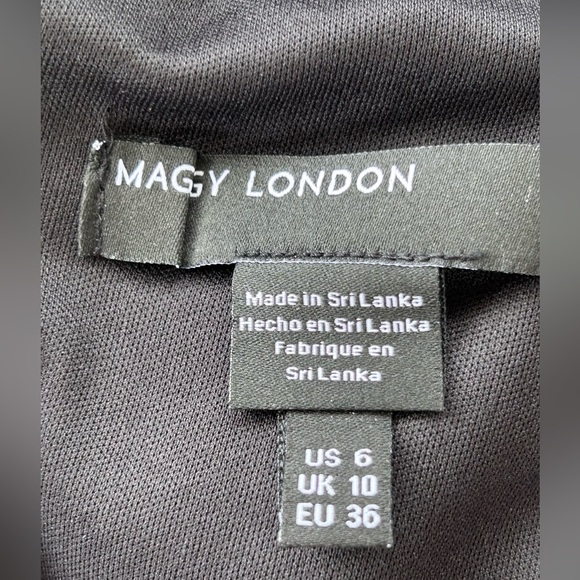 MAGGY LONDON
Made in Sri Lanka
Hecho en Sri Lanka
Fabrique en
Sri Lanka
US 6
UK 10
EU 36